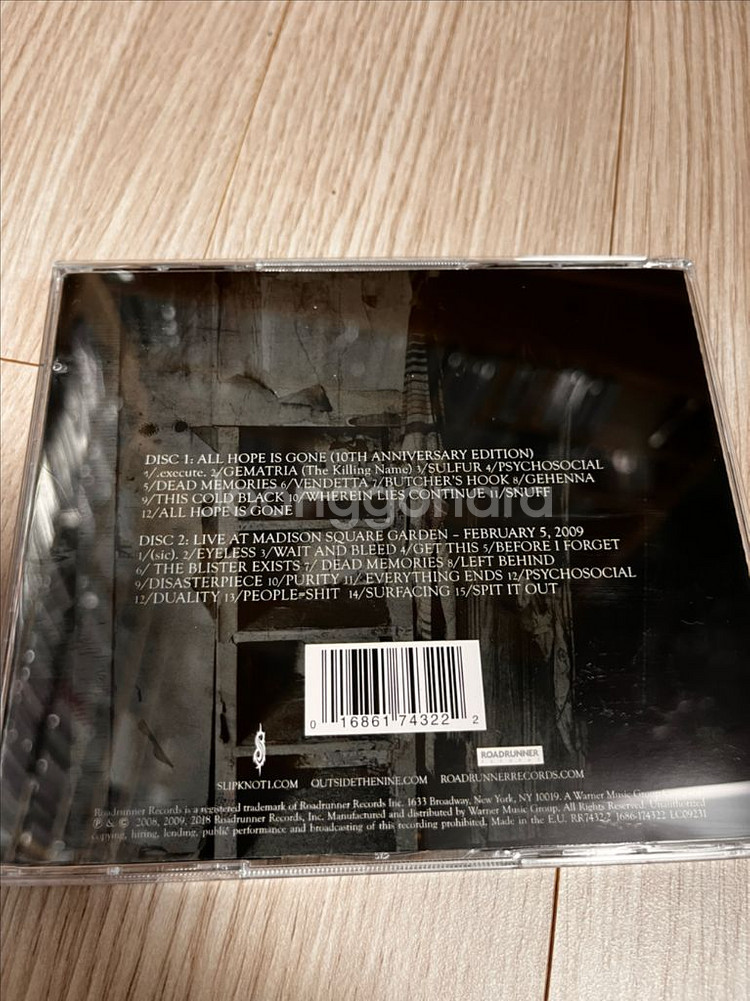 DISC 1: ALL HOPE IS GONE (10TH ANNIVERSARY EDITION)
1/.execute. 2/GEMATRIA (The Killing Name) 3/SULFUR 4/PSYCHOSOCIAL
5/DEAD MEMORIES 6/VENDETTA 7/BUTCHER'S HOOK 8/GEHENNA
9/THIS COLD BLACK 10/WHEREIN LIES CONTINUE 11/SNUFF
12/ALL HOPE IS GONE
DISC 2: LIVE AT MADISON SQUARE GARDEN – FEBRUARY 5, 2009
1/(sic). 2/EYELESS 3/WAIT AND BLEED 4/GET THIS 5/BEFORE I FORGET
6/ THE BLISTER EXISTS 7/ DEAD MEMORIES 8/LEFT BEHIND
9/DISASTERPIECE 10/PURITY 11/ EVERYTHING ENDS 12/PSYCHOSOCIAL
12/DUALITY 13/PEOPLE=SHIT 14/SURFACING 15/SPIT IT OUT
0 16861 74322 2
ROADRUNNER
RECORDS
SLIPKNOT1.COM OUTSIDETHENINE.COM ROADRUNNERRECORDS.COM
Roadrunner Records is a registered trademark of Roadrunner Records Inc. 1633 Broadway, New York, NY 10019. A Warner Music Group
℗ & © 2008, 2009, 2018 Roadrunner Records, Inc. Manufactured and distributed by Warner Music Group. All Rights Reserved. Unauthorized
copying, hiring, lending, public performance and broadcasting of this recording prohibited. Made in the E.U. RR7432,2 1686-174322 LC09231